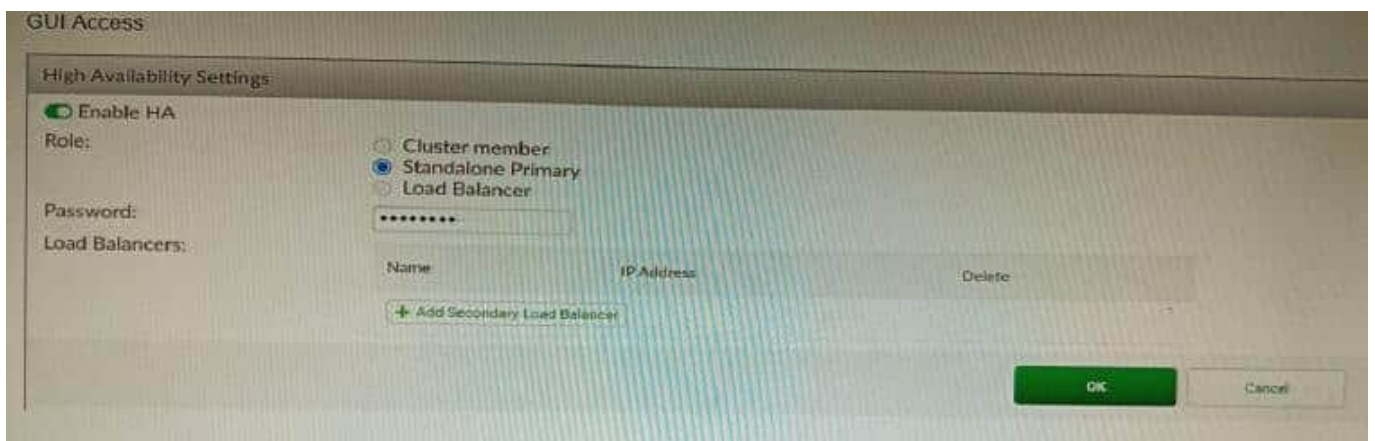 GUI Access
High Availability Settings
Enable HA
Role:
Cluster member
Standalone Primary
Load Balancer
Password:
••••••••
Load Balancers:
Name IP Address Delete
+ Add Secondary Load Balancer
OK Cancel